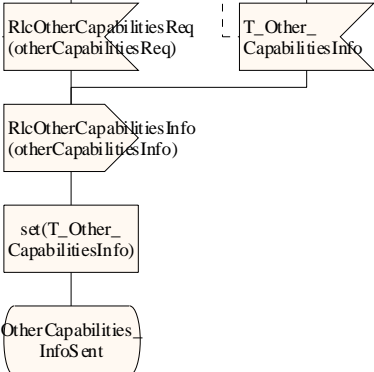 RlcOtherCapabilitiesReq
(otherCapabilitiesReq)
T_Other_
CapabilitiesInfo
RlcOtherCapabilitiesInfo
(otherCapabilitiesInfo)
set(T_Other_
CapabilitiesInfo)
OtherCapabilities_
InfoSent